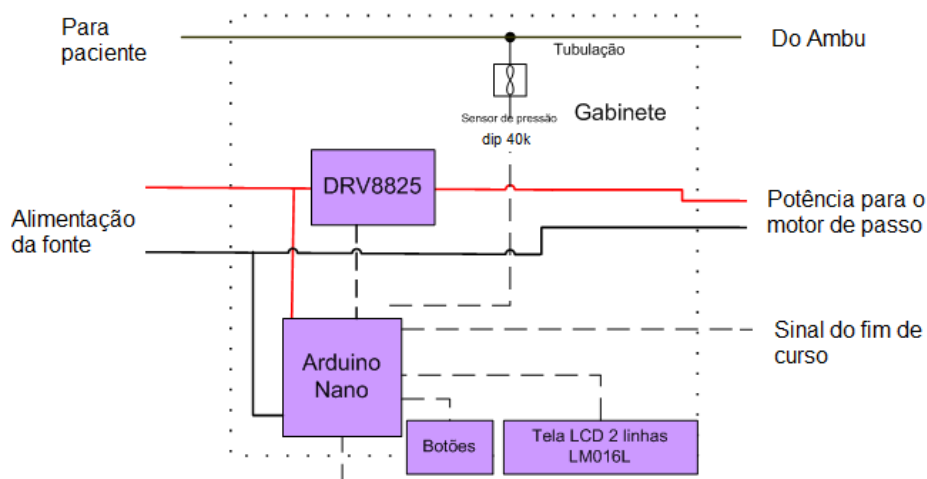 Para
paciente
Do Ambu
Tubulação
Sensor de pressão
dip 40k
Gabinete
DRV8825
Alimentação
da fonte
Potência para o
motor de passo
Sinal do fim de
curso
Arduino
Nano
Botões
Tela LCD 2 linhas
LM016L